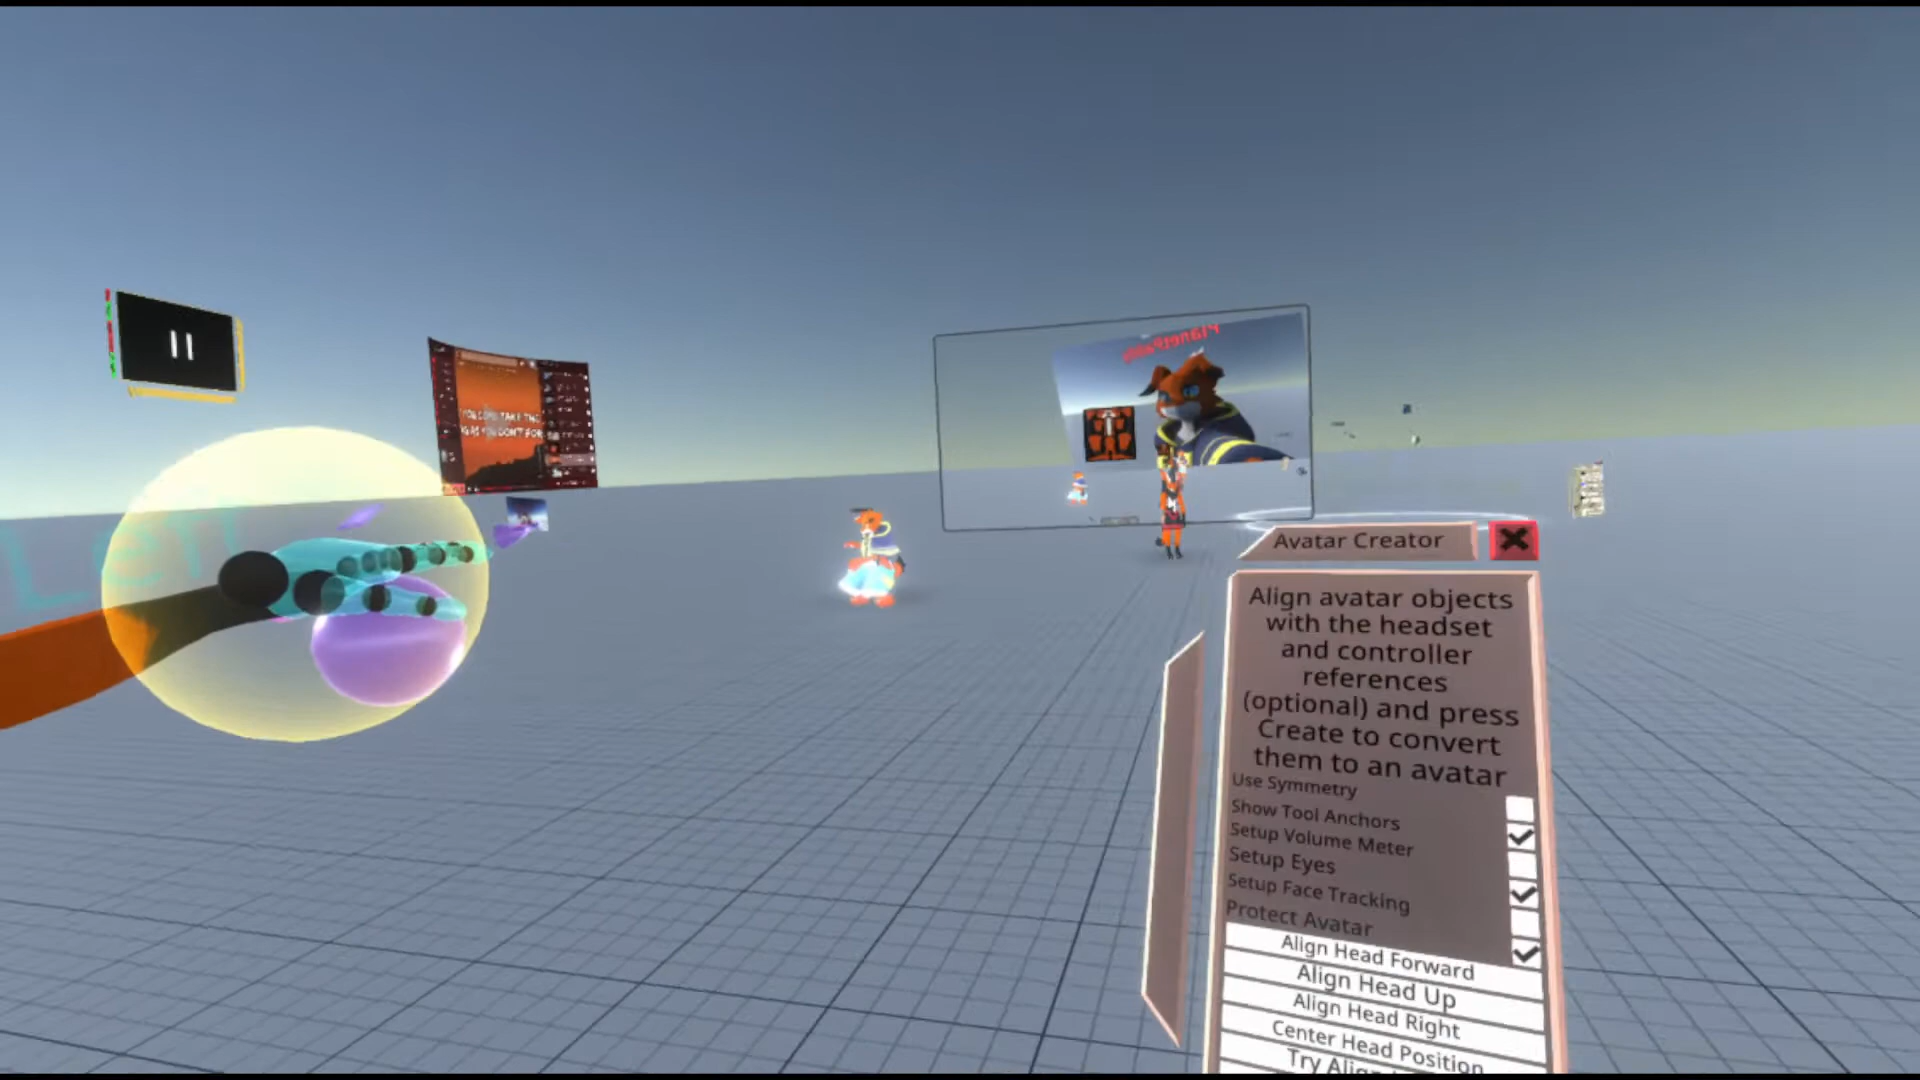 Avatar Creator
Align avatar objects
with the headset
and controller
references
(optional) and press
Create to convert
them to an avatar
Use Symmetry
Show Tool Anchors
Setup Volume Meter
Setup Eyes
Setup Face Tracking
Protect Avatar
Align Head Forward
Align Head Up
Align Head Right
Center Head Position
Try Align